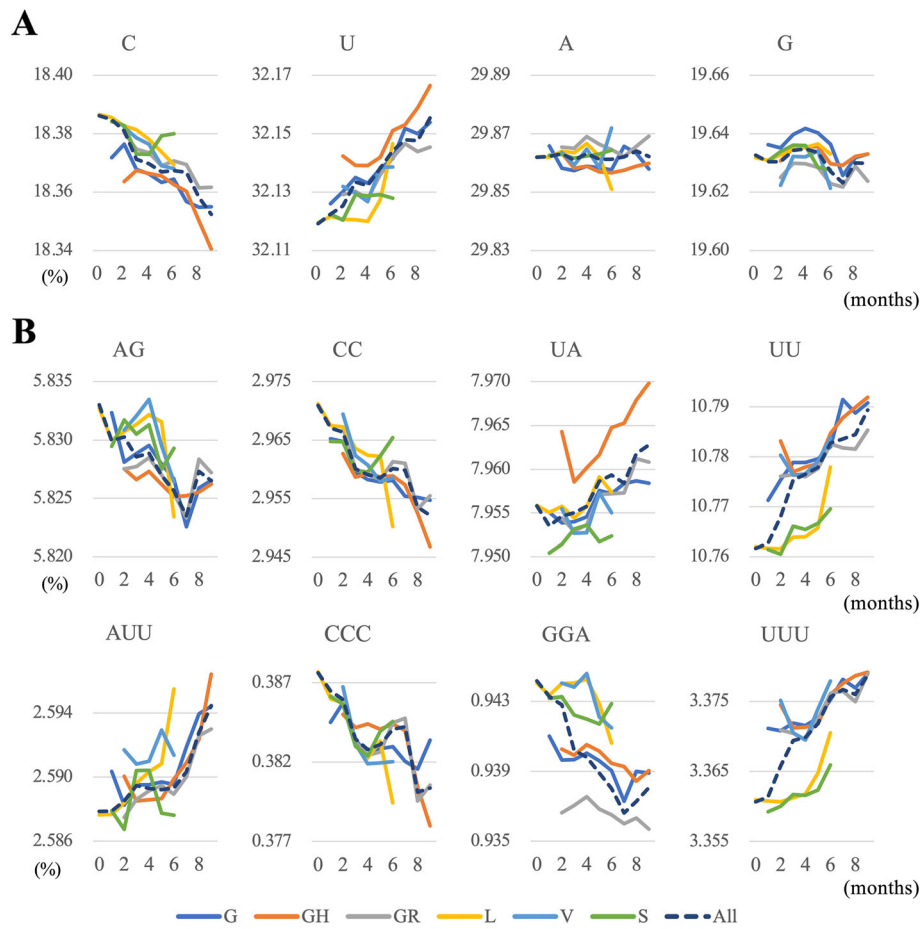 A
C U A G
18.40 32.17 29.89 19.66
18.38 32.15 29.87 19.64
18.36 32.13 29.85 19.62
18.34 32.11 29.83 19.60
(%) 0 2 4 6 8 0 2 4 6 8 0 2 4 6 8 0 2 4 6 8
(months)
B
AG CC UA UU
5.835 2.975 7.970 10.79
5.830 2.965 7.965 10.78
5.825 2.955 7.960 10.77
5.820 2.945 7.955 10.76
7.950
(%) 0 2 4 6 8 0 2 4 6 8 0 2 4 6 8 0 2 4 6 8
(months)
AUU CCC GGA UUU
2.594 0.387 0.943 3.375
2.590 0.382 0.939 3.365
2.586 0.377 0.935 3.355
(%) 0 2 4 6 8 0 2 4 6 8 0 2 4 6 8 0 2 4 6 8
(months)
G GH GR L V S All